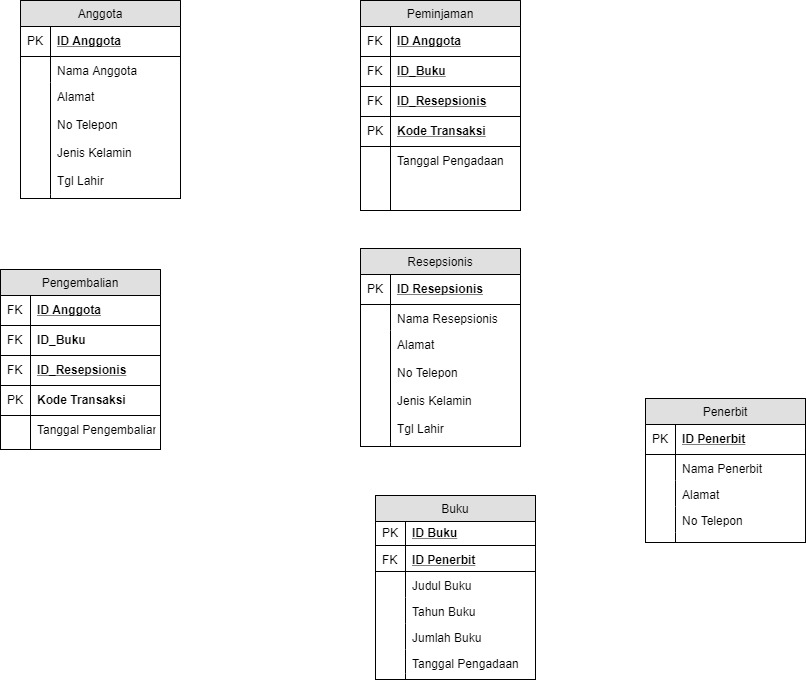 Anggota
PK ID Anggota
Nama Anggota
Alamat
No Telepon
Jenis Kelamin
Tgl Lahir
Peminjaman
FK ID Anggota
FK ID_Buku
FK ID_Resepsionis
PK Kode Transaksi
Tanggal Pengadaan
Pengembalian
FK ID Anggota
FK ID_Buku
FK ID_Resepsionis
PK Kode Transaksi
Tanggal Pengembalian
Resepsionis
PK ID Resepsionis
Nama Resepsionis
Alamat
No Telepon
Jenis Kelamin
Tgl Lahir
Penerbit
PK ID Penerbit
Nama Penerbit
Alamat
No Telepon
Buku
PK ID Buku
FK ID Penerbit
Judul Buku
Tahun Buku
Jumlah Buku
Tanggal Pengadaan